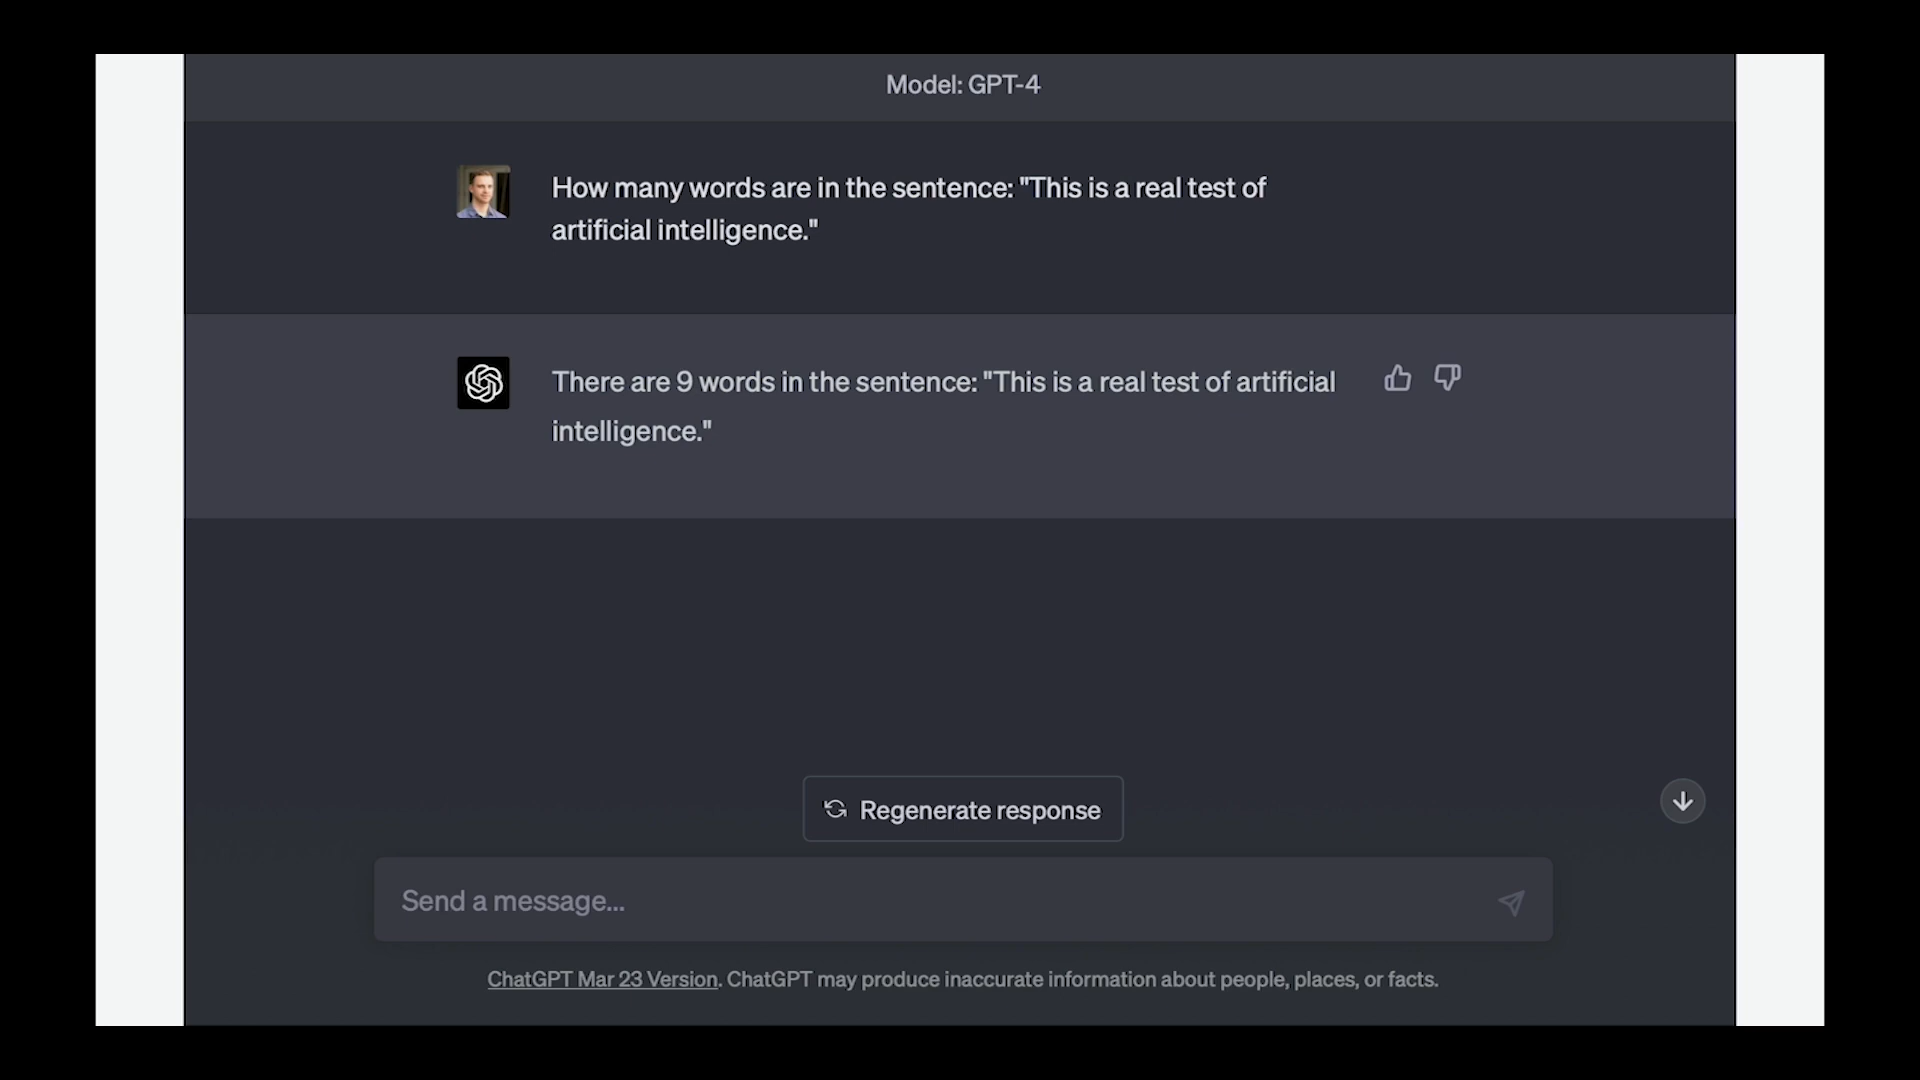 Model: GPT-4
How many words are in the sentence: "This is a real test of
artificial intelligence."
There are 9 words in the sentence: "This is a real test of artificial
intelligence."
Regenerate response
Send a message...
ChatGPT Mar 23 Version. ChatGPT may produce inaccurate information about people, places, or facts.